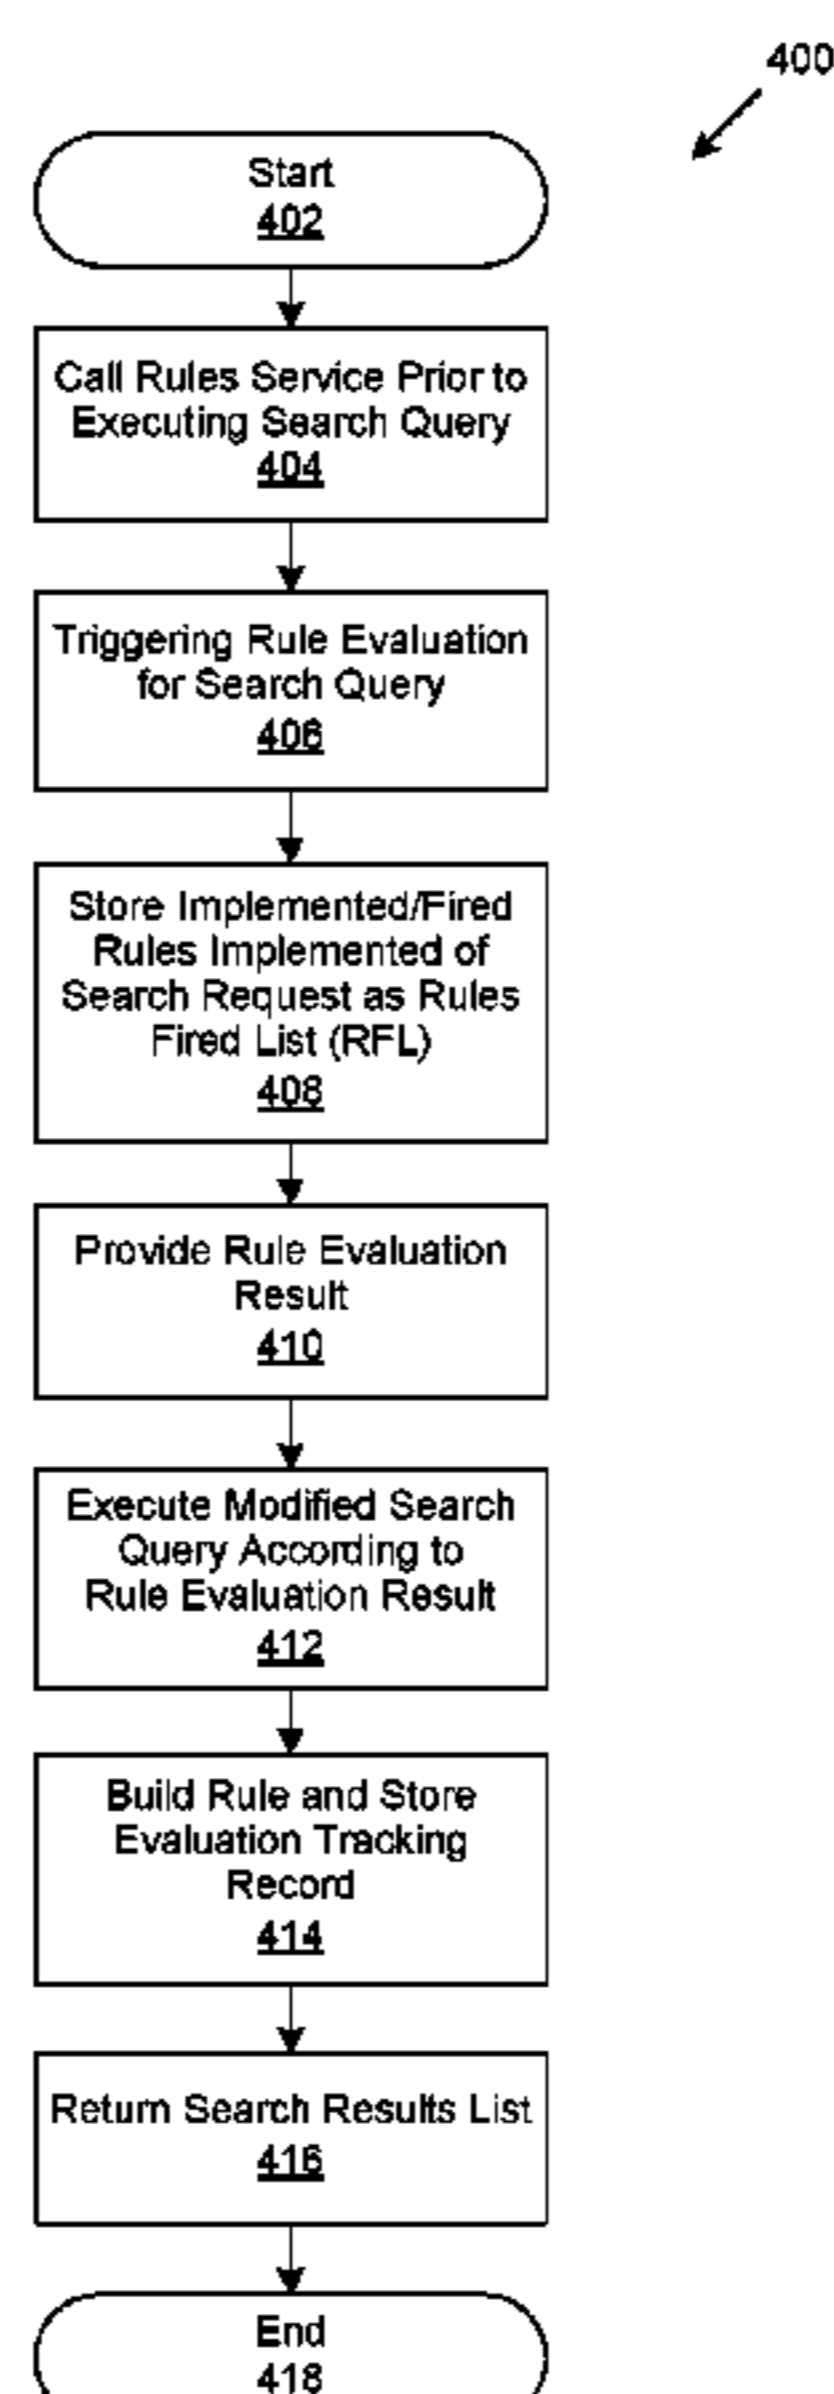 400
Start
402
Call Rules Service Prior to
Executing Search Query
404
Triggering Rule Evaluation
for Search Query
406
Store Implemented/Fired
Rules Implemented of
Search Request as Rules
Fired List (RFL)
408
Provide Rule Evaluation
Result
410
Execute Modified Search
Query According to
Rule Evaluation Result
412
Build Rule and Store
Evaluation Tracking
Record
414
Return Search Results List
416
End
418